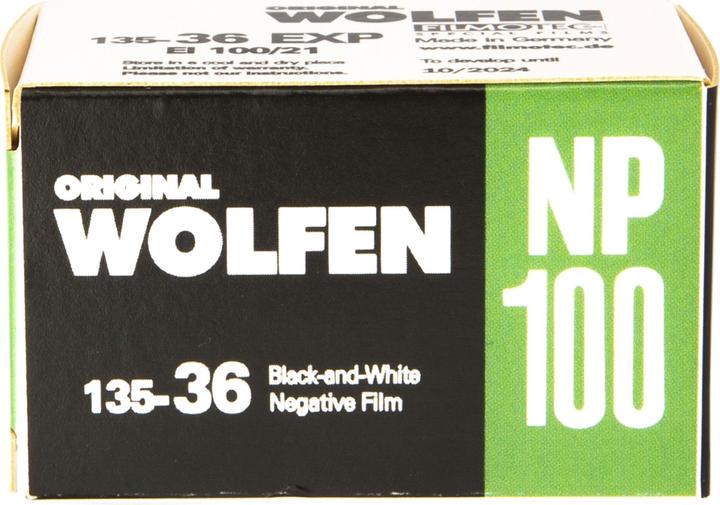 ORIGINAL
WOLFEN
FILMOTEC
SPECIAL FILMS
135-36 EXP
EI 100/21
Made in Germany
www.filmotec.de
Store in a cool and dry place
Limitation of warranty.
Please not our instructions.
To develop until
10/2024
ORIGINAL
WOLFEN
NP
100
135-36
Black-and-White
Negative Film